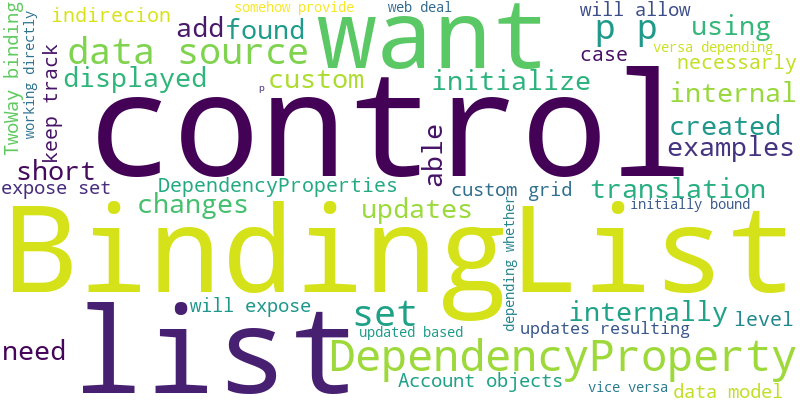 somehow provide
web deal
indirecion
add
found
want
will allow
p p
using
TwoWay binding
working directly
keep track
data source
case
versa depending
necessarly
displayed
custom
p
initialize
internal
control
able
created
examples
short
expose set
DependencyProperties
custom grid
translation
changes
updates
initially bound
BindingList
depending whether
list
will expose
set
internally
level
updates resulting
updated based
need
DependencyProperty
Account objects
vice versa
data model